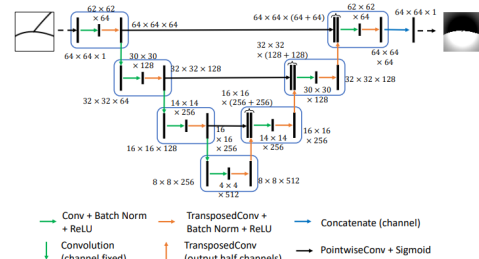 62 × 62
× 64
64 × 64 × 64
64 × 64 × 1
30 × 30
× 128
32 × 32 × 128
32 × 32 × 64
14 × 14
× 256
16
× 16
× 256
16 × 16 × 128
8 × 8 × 256
4 × 4
× 512
8 × 8 × 512
16 × 16
× (256 + 256)
14 × 14
× 256
16 × 16
× 256
32 × 32
× (128 + 128)
30 × 30
× 128
32 × 32 × 128
64 × 64 × (64 + 64)
62 × 62
× 64
64 × 64
× 64
64 × 64 × 1
Conv + Batch Norm
+ ReLU
TransposedConv +
Batch Norm + ReLU
Concatenate (channel)
Convolution
(channel fixed)
TransposedConv
(output half channels)
PointwiseConv + Sigmoid